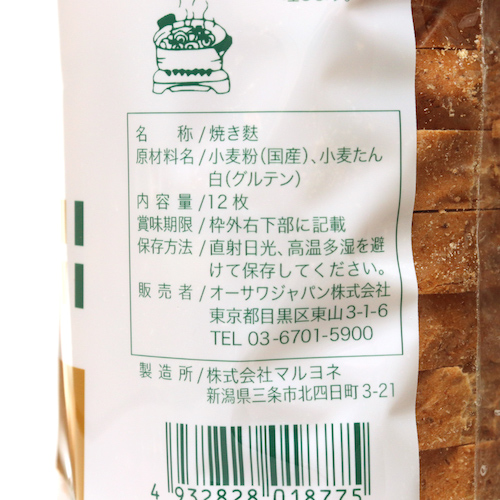 名 称/焼き麩
原材料名/小麦粉(国産)、小麦たん
白(グルテン)
内容量/12枚
賞味期限/枠外右下部に記載
保存方法/直射日光、高温多湿を避
けて保存してください。
販売者/オーサワジャパン株式会社
東京都目黒区東山3-1-6
TEL 03-6701-5900
製造所/株式会社マルヨネ
新潟県三条市北四日町3-21
4 932828 018775